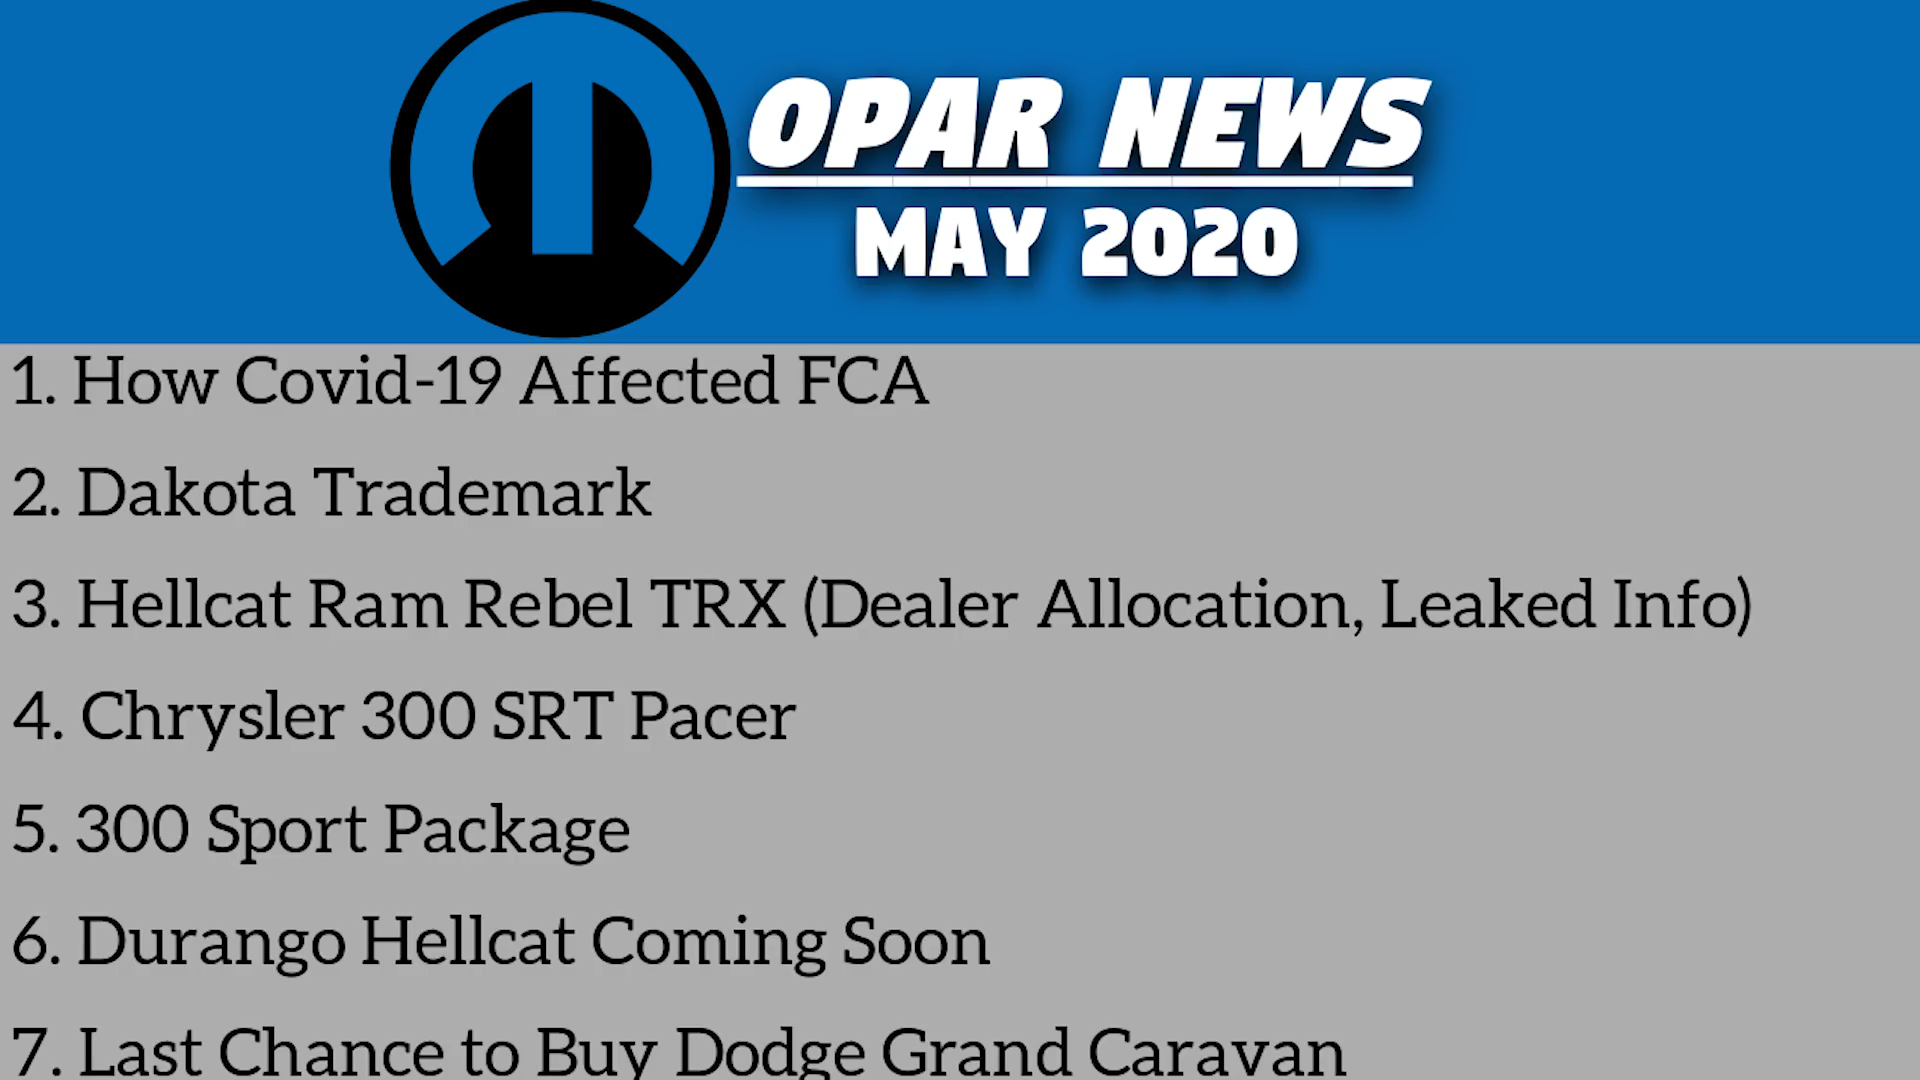 OPAR NEWS
MAY 2020
1. How Covid-19 Affected FCA
2. Dakota Trademark
3. Hellcat Ram Rebel TRX (Dealer Allocation, Leaked Info)
4. Chrysler 300 SRT Pacer
5. 300 Sport Package
6. Durango Hellcat Coming Soon
7. Last Chance to Buy Dodge Grand Caravan